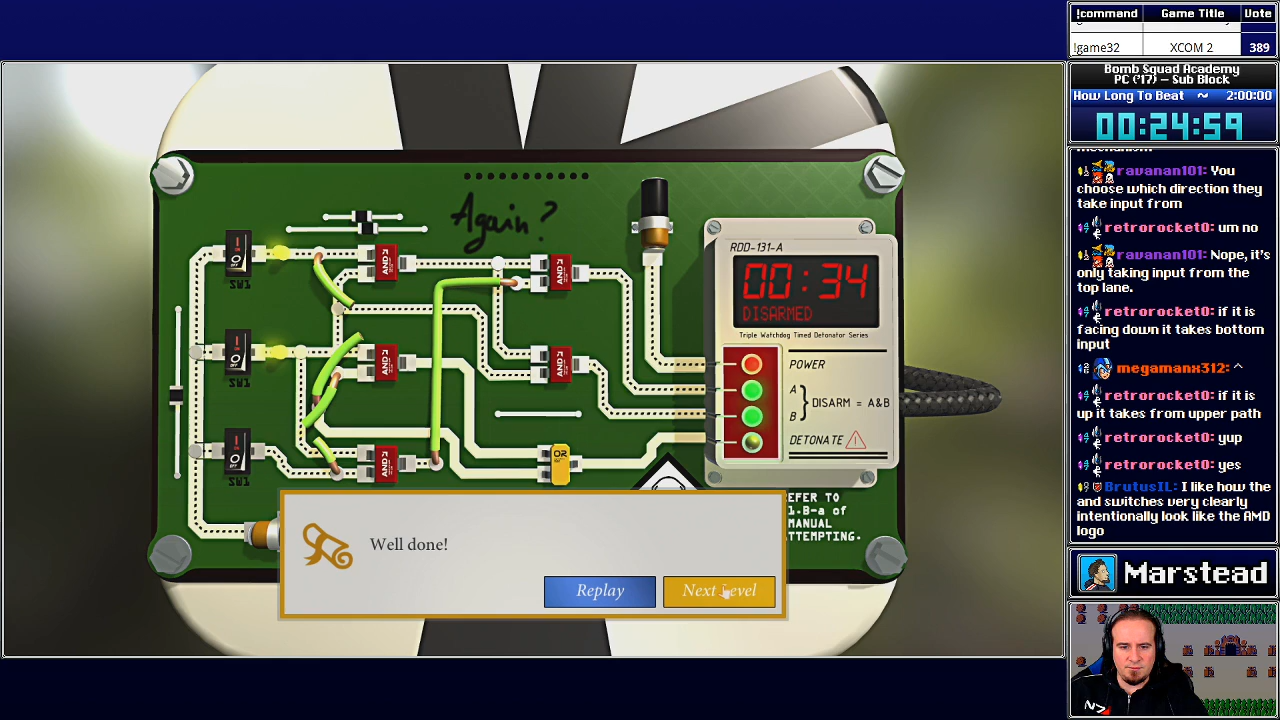 !command Game Title Vote
!game32 XCOM 2 389
Bomb Squad Academy
PC ('17) – Sub Block
How Long To Beat ~ 2:00:00
00:24:59
ravanan101: You
choose which direction they
take input from
retrorocket0: um no
ravanan101: Nope, it's
only taking input from the
top lane.
retrorocket0: if it is
facing down it takes bottom
input
megamanx312: ^
retrorocket0: if it is
up it takes from upper path
retrorocket0: yup
retrorocket0: yes
BrutusIL: I like how the
and switches very clearly
intentionally look like the AMD
logo
Marstead
Again?
RDD-131-A
00:34
DISARMED
Triple Watchdog Timed Detonator Series
POWER
A
B
DISARM = A&B
DETONATE
OFF
SW1
AND
AND
OFF
SW1
AND
AND
OFF
SW1
AND
OR
REFER TO
1.B-a of
MANUAL
ATTEMPTING.
Well done!
Replay Next Level